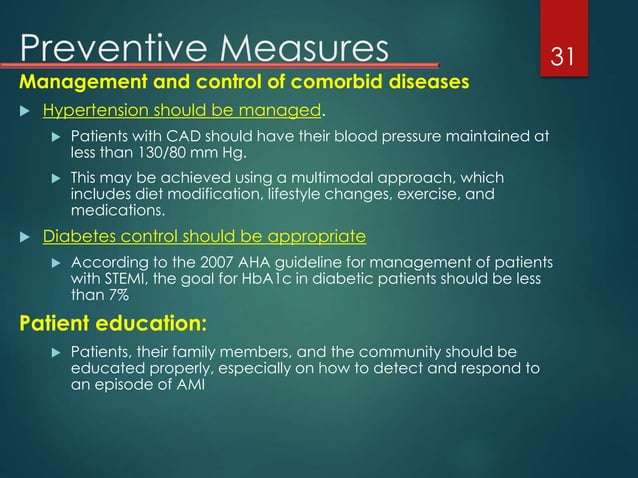 Preventive Measures
31
Management and control of comorbid diseases
Hypertension should be managed.
Patients with CAD should have their blood pressure maintained at
less than 130/80 mm Hg.
This may be achieved using a multimodal approach, which
includes diet modification, lifestyle changes, exercise, and
medications.
Diabetes control should be appropriate
According to the 2007 AHA guideline for management of patients
with STEMI, the goal for HbA1c in diabetic patients should be less
than 7%
Patient education:
Patients, their family members, and the community should be
educated properly, especially on how to detect and respond to
an episode of AMI